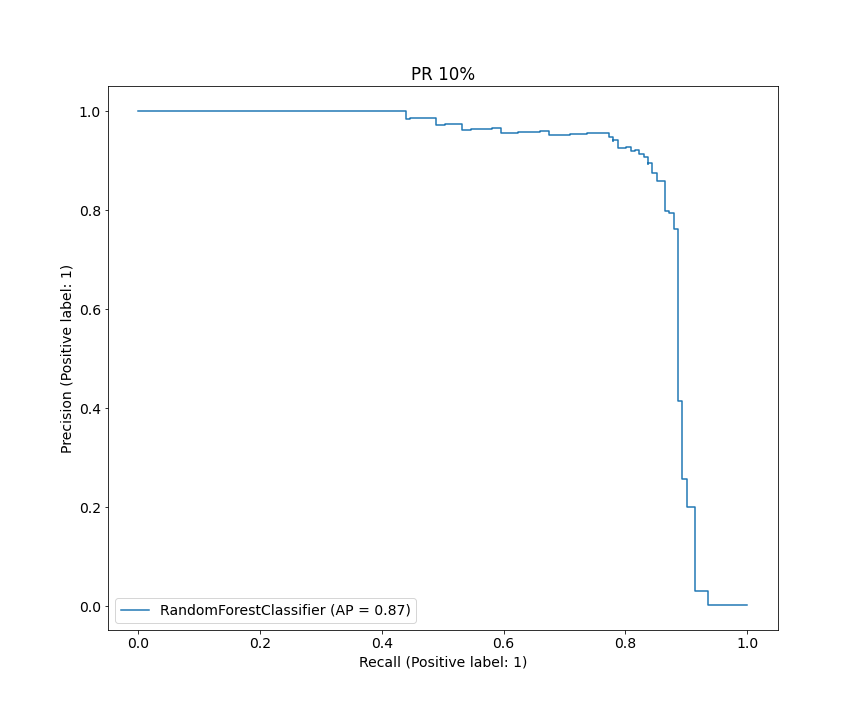 PR 10%
1.0
0.8
0.6
0.4
0.2
0.0
Precision (Positive label: 1)
RandomForestClassifier (AP = 0.87)
0.0 0.2 0.4 0.6 0.8 1.0
Recall (Positive label: 1)